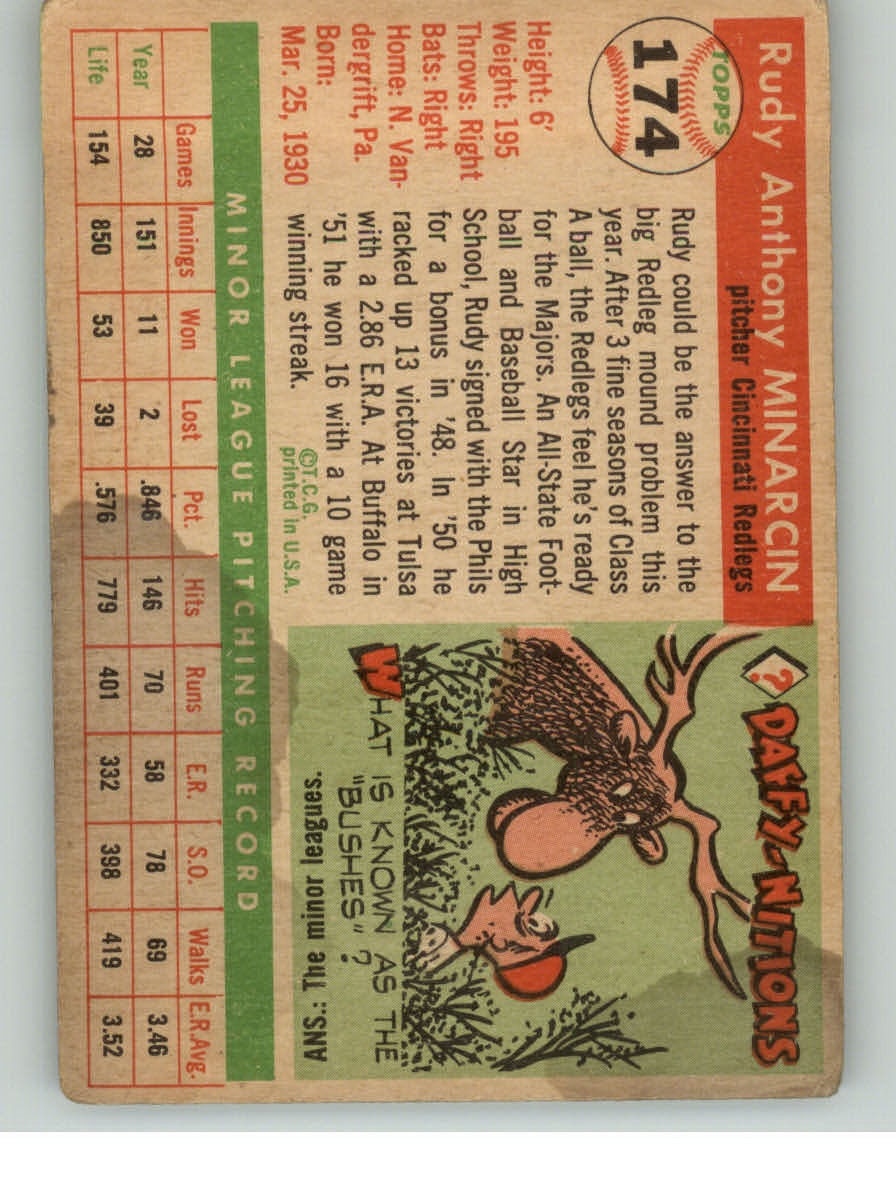 Rudy Anthony MINARCIN
pitcher Cincinnati Redlegs
TOPPS
174
Height: 6'
Weight: 195
Throws: Right
Bats: Right
Home: N. Van-
dergrift, Pa.
Born:
Mar. 25, 1930
Rudy could be the answer to the
big Redleg mound problem this
year. After 3 fine seasons of Class
A ball, the Redlegs feel he's ready
for the Majors. An All-State Foot-
ball and Baseball Star in High
School, Rudy signed with the Phils
for a bonus in '48. In '50 he
racked up 13 victories at Tulsa
with a 2.86 E.R.A. At Buffalo in
'51 he won 16 with a 10 game
winning streak.
©T.C.G.
printed in U.S.A.
?
DAFFY-NITIONS
WHAT IS KNOWN AS THE
"BUSHES"?
ANS.: The minor leagues.
MINOR LEAGUE PITCHING RECORD
Games Innings Won Lost Pct. Hits Runs E.R. S.O. Walks E.R.Avg.
Year 28 151 11 2 .846 146 70 58 78 69 3.46
Life 154 850 53 39 .576 779 401 332 398 419 3.52